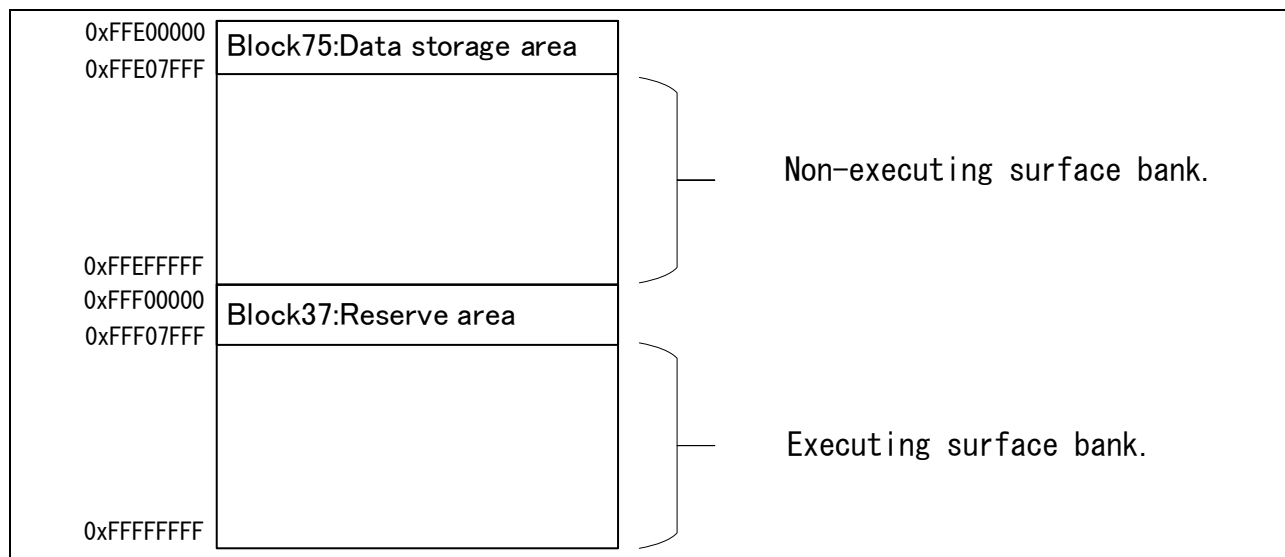 0xFFE00000
Block75:Data storage area
0xFFE07FFF
Non-executing surface bank.
0xFFEFFFFF
0xFFF00000
Block37:Reserve area
0xFFF07FFF
Executing surface bank.
0xFFFFFFFF